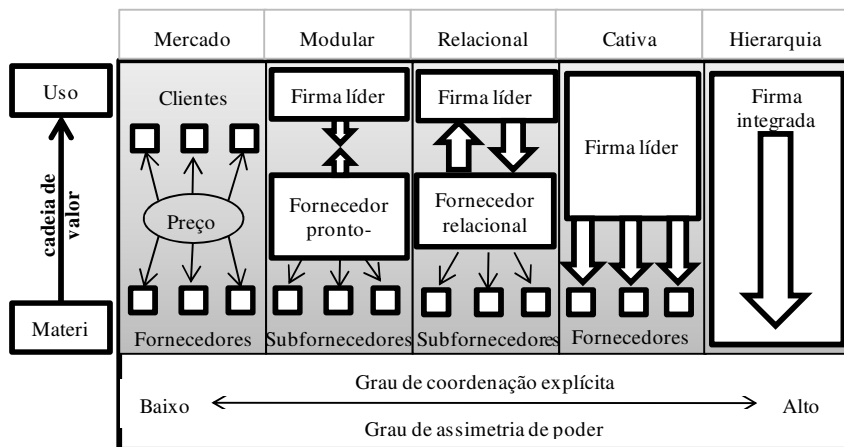 Mercado
Modular
Relacional
Cativa
Hierarquia
Uso
cadeia de
valor
Materi
Clientes
Preço
Fornecedores
Firma líder
Fornecedor
pronto-
Subfornecedores
Firma líder
Fornecedor
relacional
Subfornecedores
Firma líder
Fornecedores
Firma
integrada
Grau de coordenação explícita
Baixo
Alto
Grau de assimetria de poder